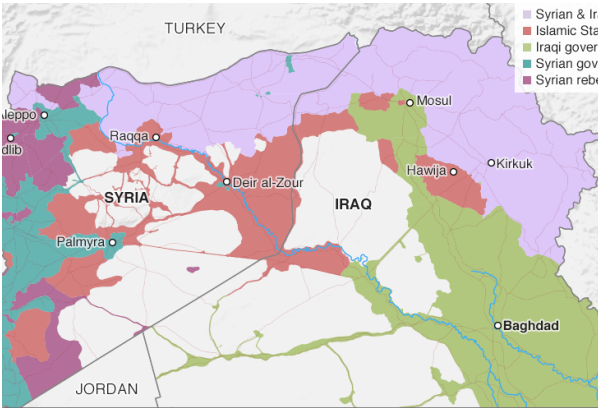 TURKEY
Syrian & Ira
Islamic Sta
Iraqi gover
Syrian gov
Syrian rebe
Aleppo
Mosul
dlib
Raqqa
Kirkuk
Hawija
Deir al-Zour
SYRIA
IRAQ
Palmyra
Baghdad
JORDAN